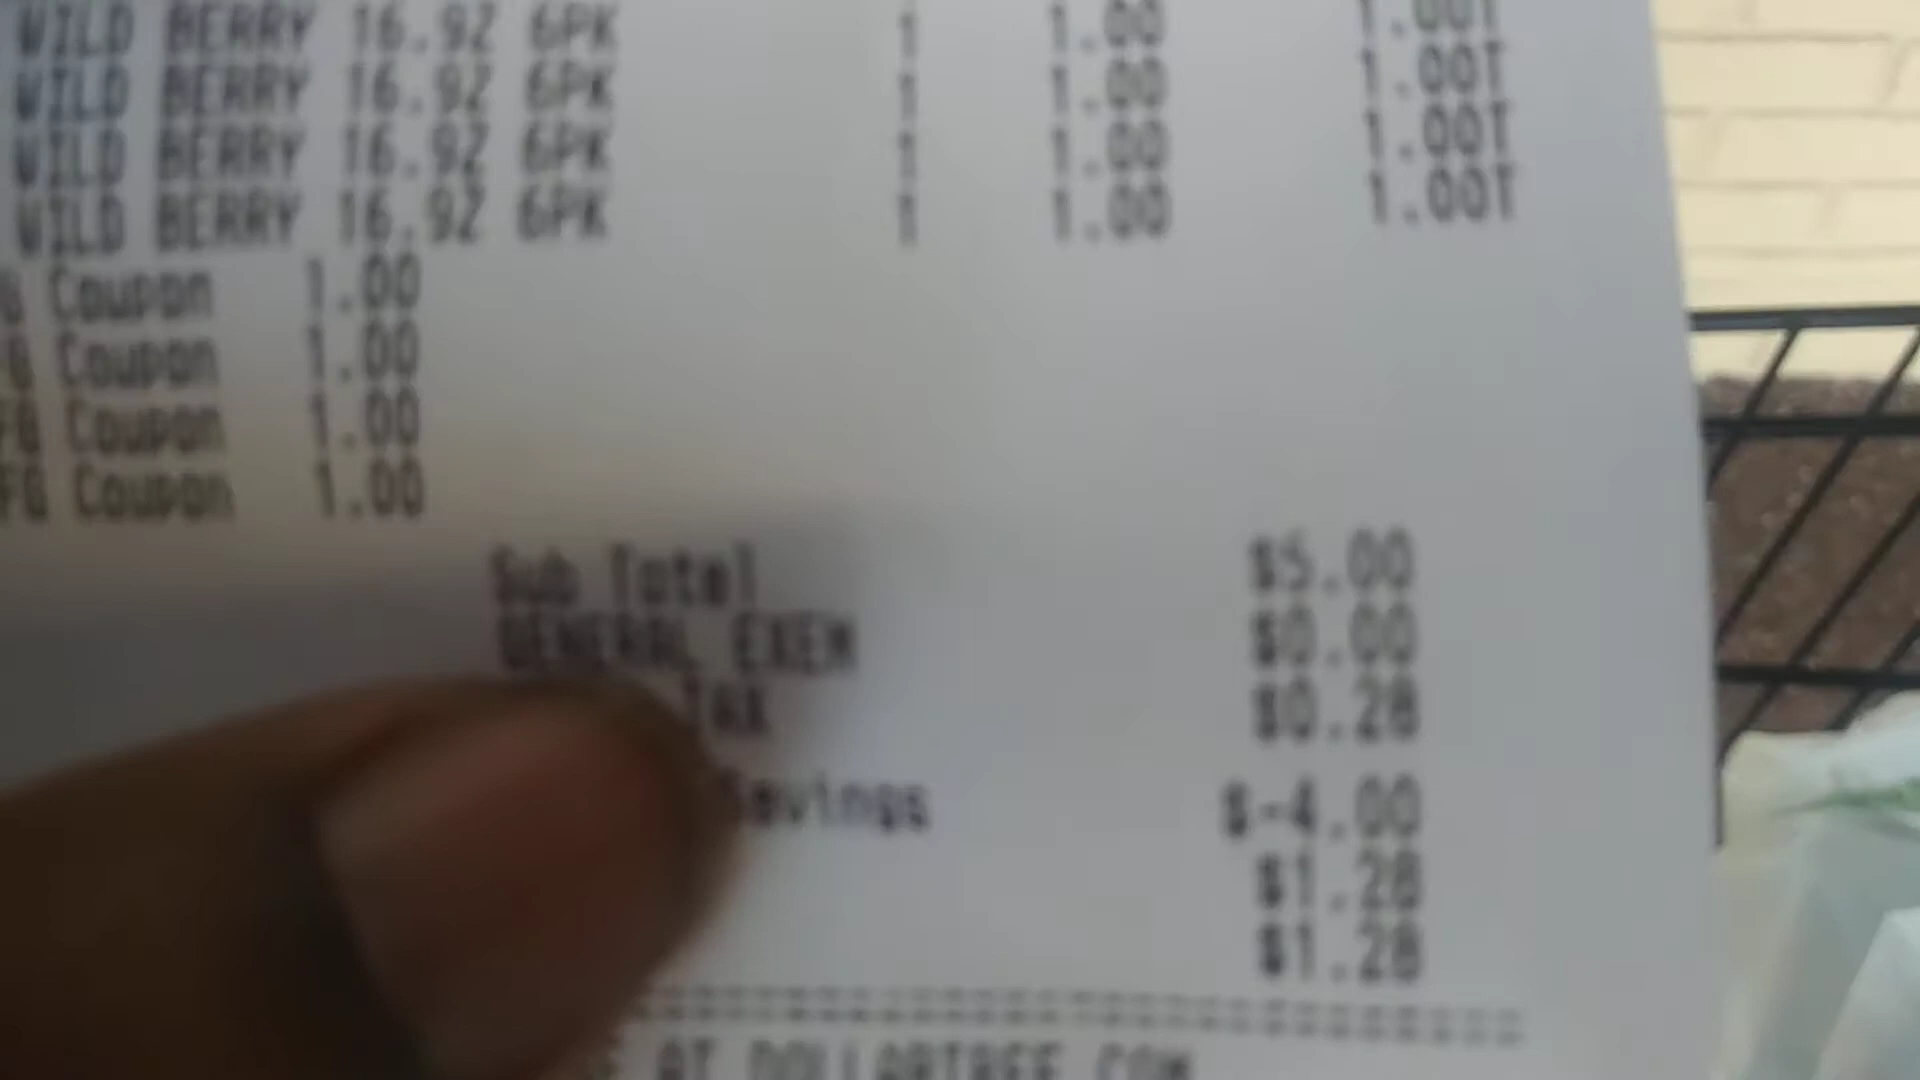 WILD BERRY 16.9Z 6PK 1 1.00 1.00T
WILD BERRY 16.9Z 6PK 1 1.00 1.00T
WILD BERRY 16.9Z 6PK 1 1.00 1.00T
WILD BERRY 16.9Z 6PK 1 1.00 1.00T
G Coupon 1.00
FG Coupon 1.00
FG Coupon 1.00
FG Coupon 1.00
Sub Total $5.00
GENERAL EXEM $0.00
TAX $0.28
Savings $-4.00
$1.28
$1.28
AT DOLLARTREE.COM